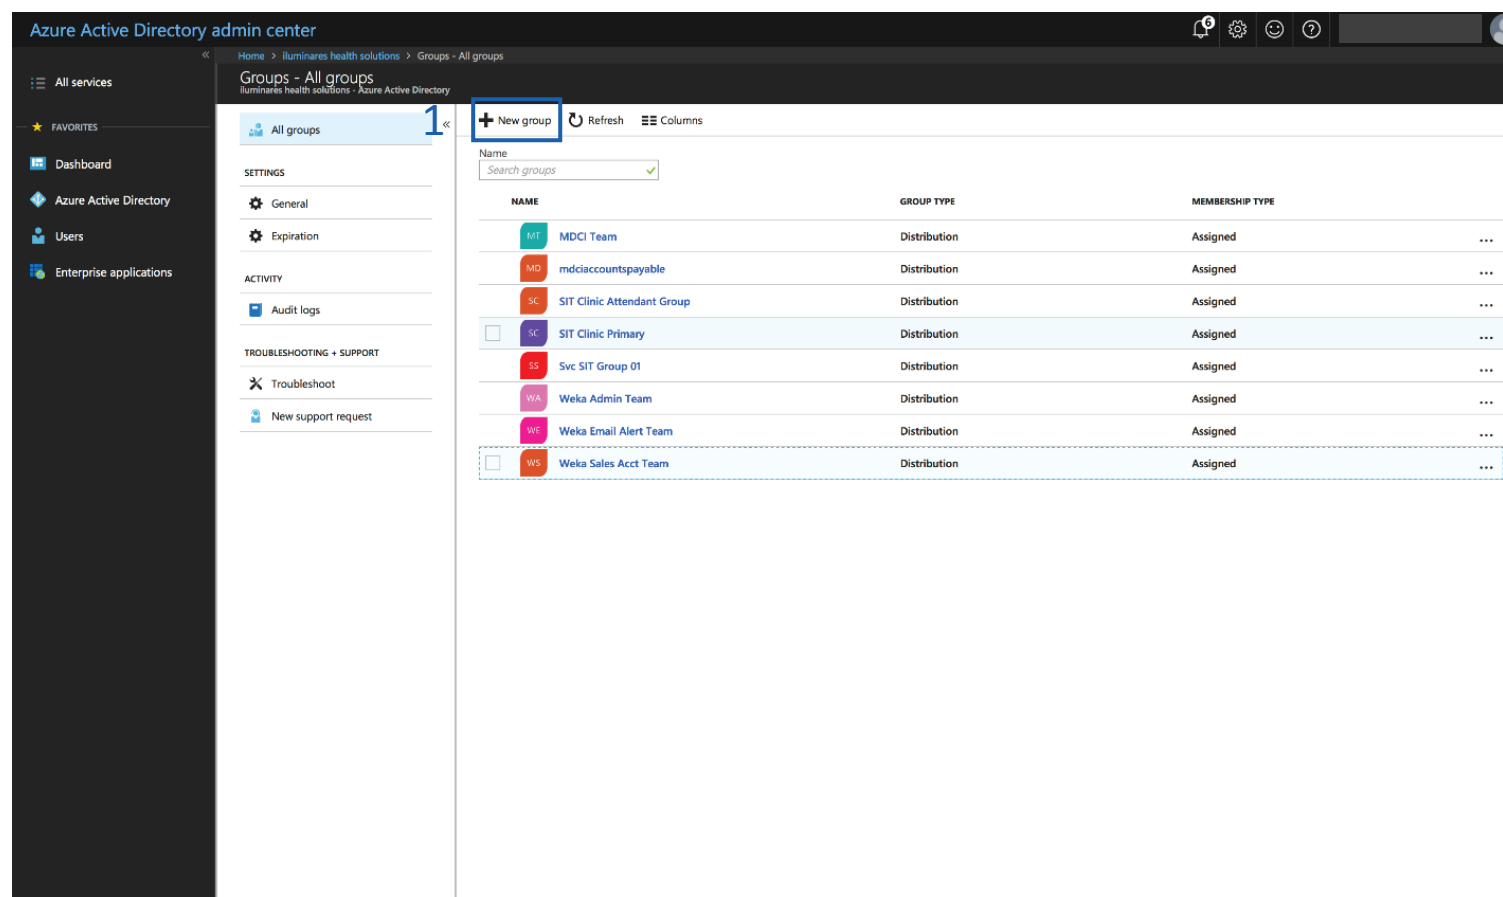 Azure Active Directory admin center
6
Home > iluminares health solutions > Groups - All groups
Groups - All groups
iluminares health solutions - Azure Active Directory
All services
FAVORITES
Dashboard
Azure Active Directory
Users
Enterprise applications
All groups
SETTINGS
General
Expiration
ACTIVITY
Audit logs
TROUBLESHOOTING + SUPPORT
Troubleshoot
New support request
1
New group Refresh Columns
Name
Search groups
NAME GROUP TYPE MEMBERSHIP TYPE
MT MDCI Team Distribution Assigned ...
MD mdciaccountspayable Distribution Assigned ...
SC SIT Clinic Attendant Group Distribution Assigned ...
SC SIT Clinic Primary Distribution Assigned ...
SS Svc SIT Group 01 Distribution Assigned ...
WA Weka Admin Team Distribution Assigned ...
WE Weka Email Alert Team Distribution Assigned ...
WS Weka Sales Acct Team Distribution Assigned ...